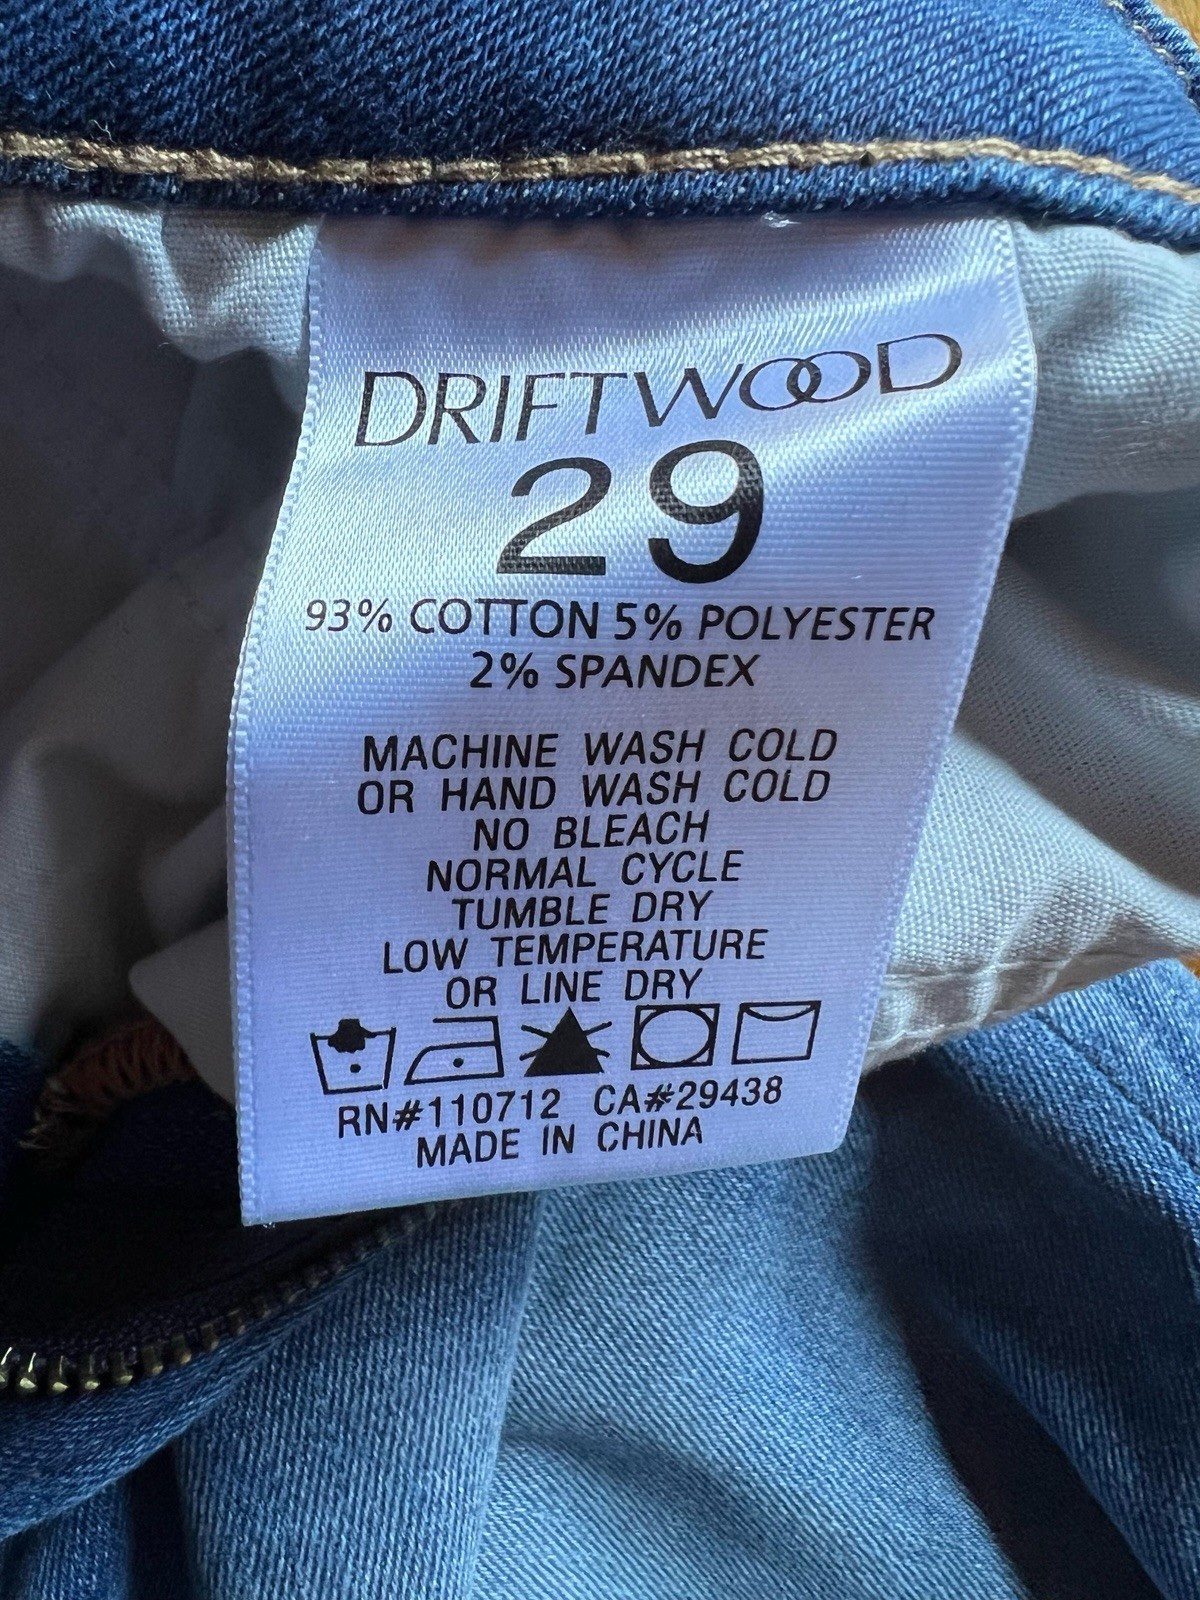 DRIFTWOOD
29
93% COTTON 5% POLYESTER
2% SPANDEX
MACHINE WASH COLD
OR HAND WASH COLD
NO BLEACH
NORMAL CYCLE
TUMBLE DRY
LOW TEMPERATURE
OR LINE DRY
RN#110712 CA#29438
MADE IN CHINA